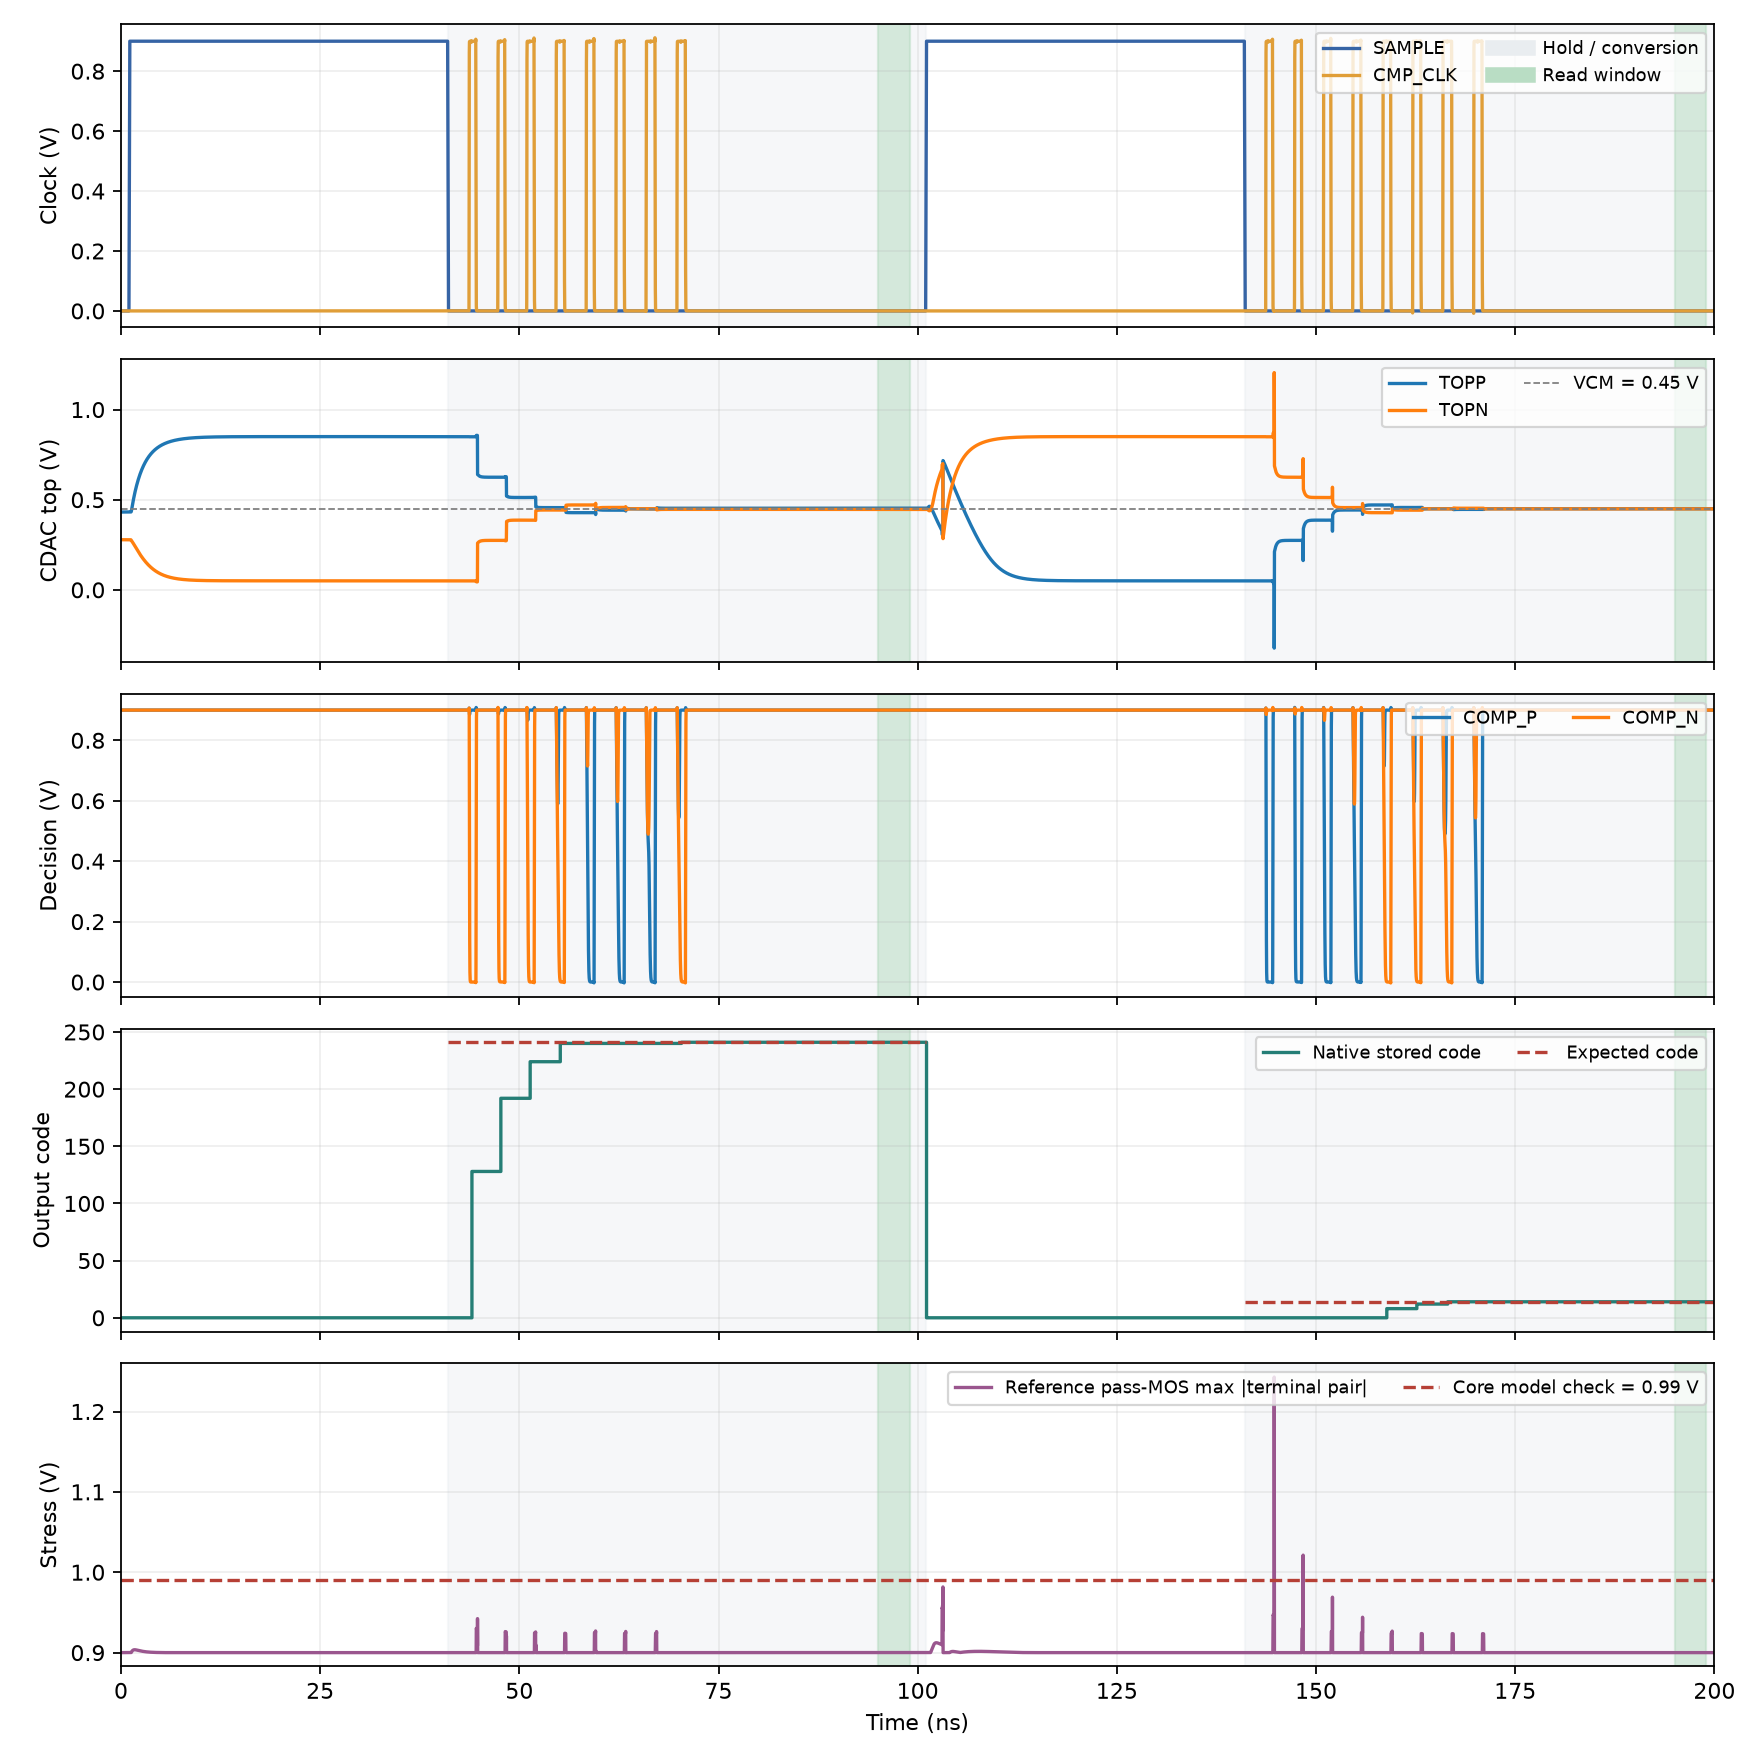 Clock (V)
0.8
0.6
0.4
0.2
0.0
SAMPLE
CMP_CLK
Hold / conversion
Read window
CDAC top (V)
1.0
0.5
0.0
TOPP
TOPN
VCM = 0.45 V
Decision (V)
0.8
0.6
0.4
0.2
0.0
COMP_P
COMP_N
Output code
250
200
150
100
50
0
Native stored code
Expected code
Stress (V)
1.2
1.1
1.0
0.9
Reference pass-MOS max |terminal pair|
Core model check = 0.99 V
0 25 50 75 100 125 150 175 200
Time (ns)